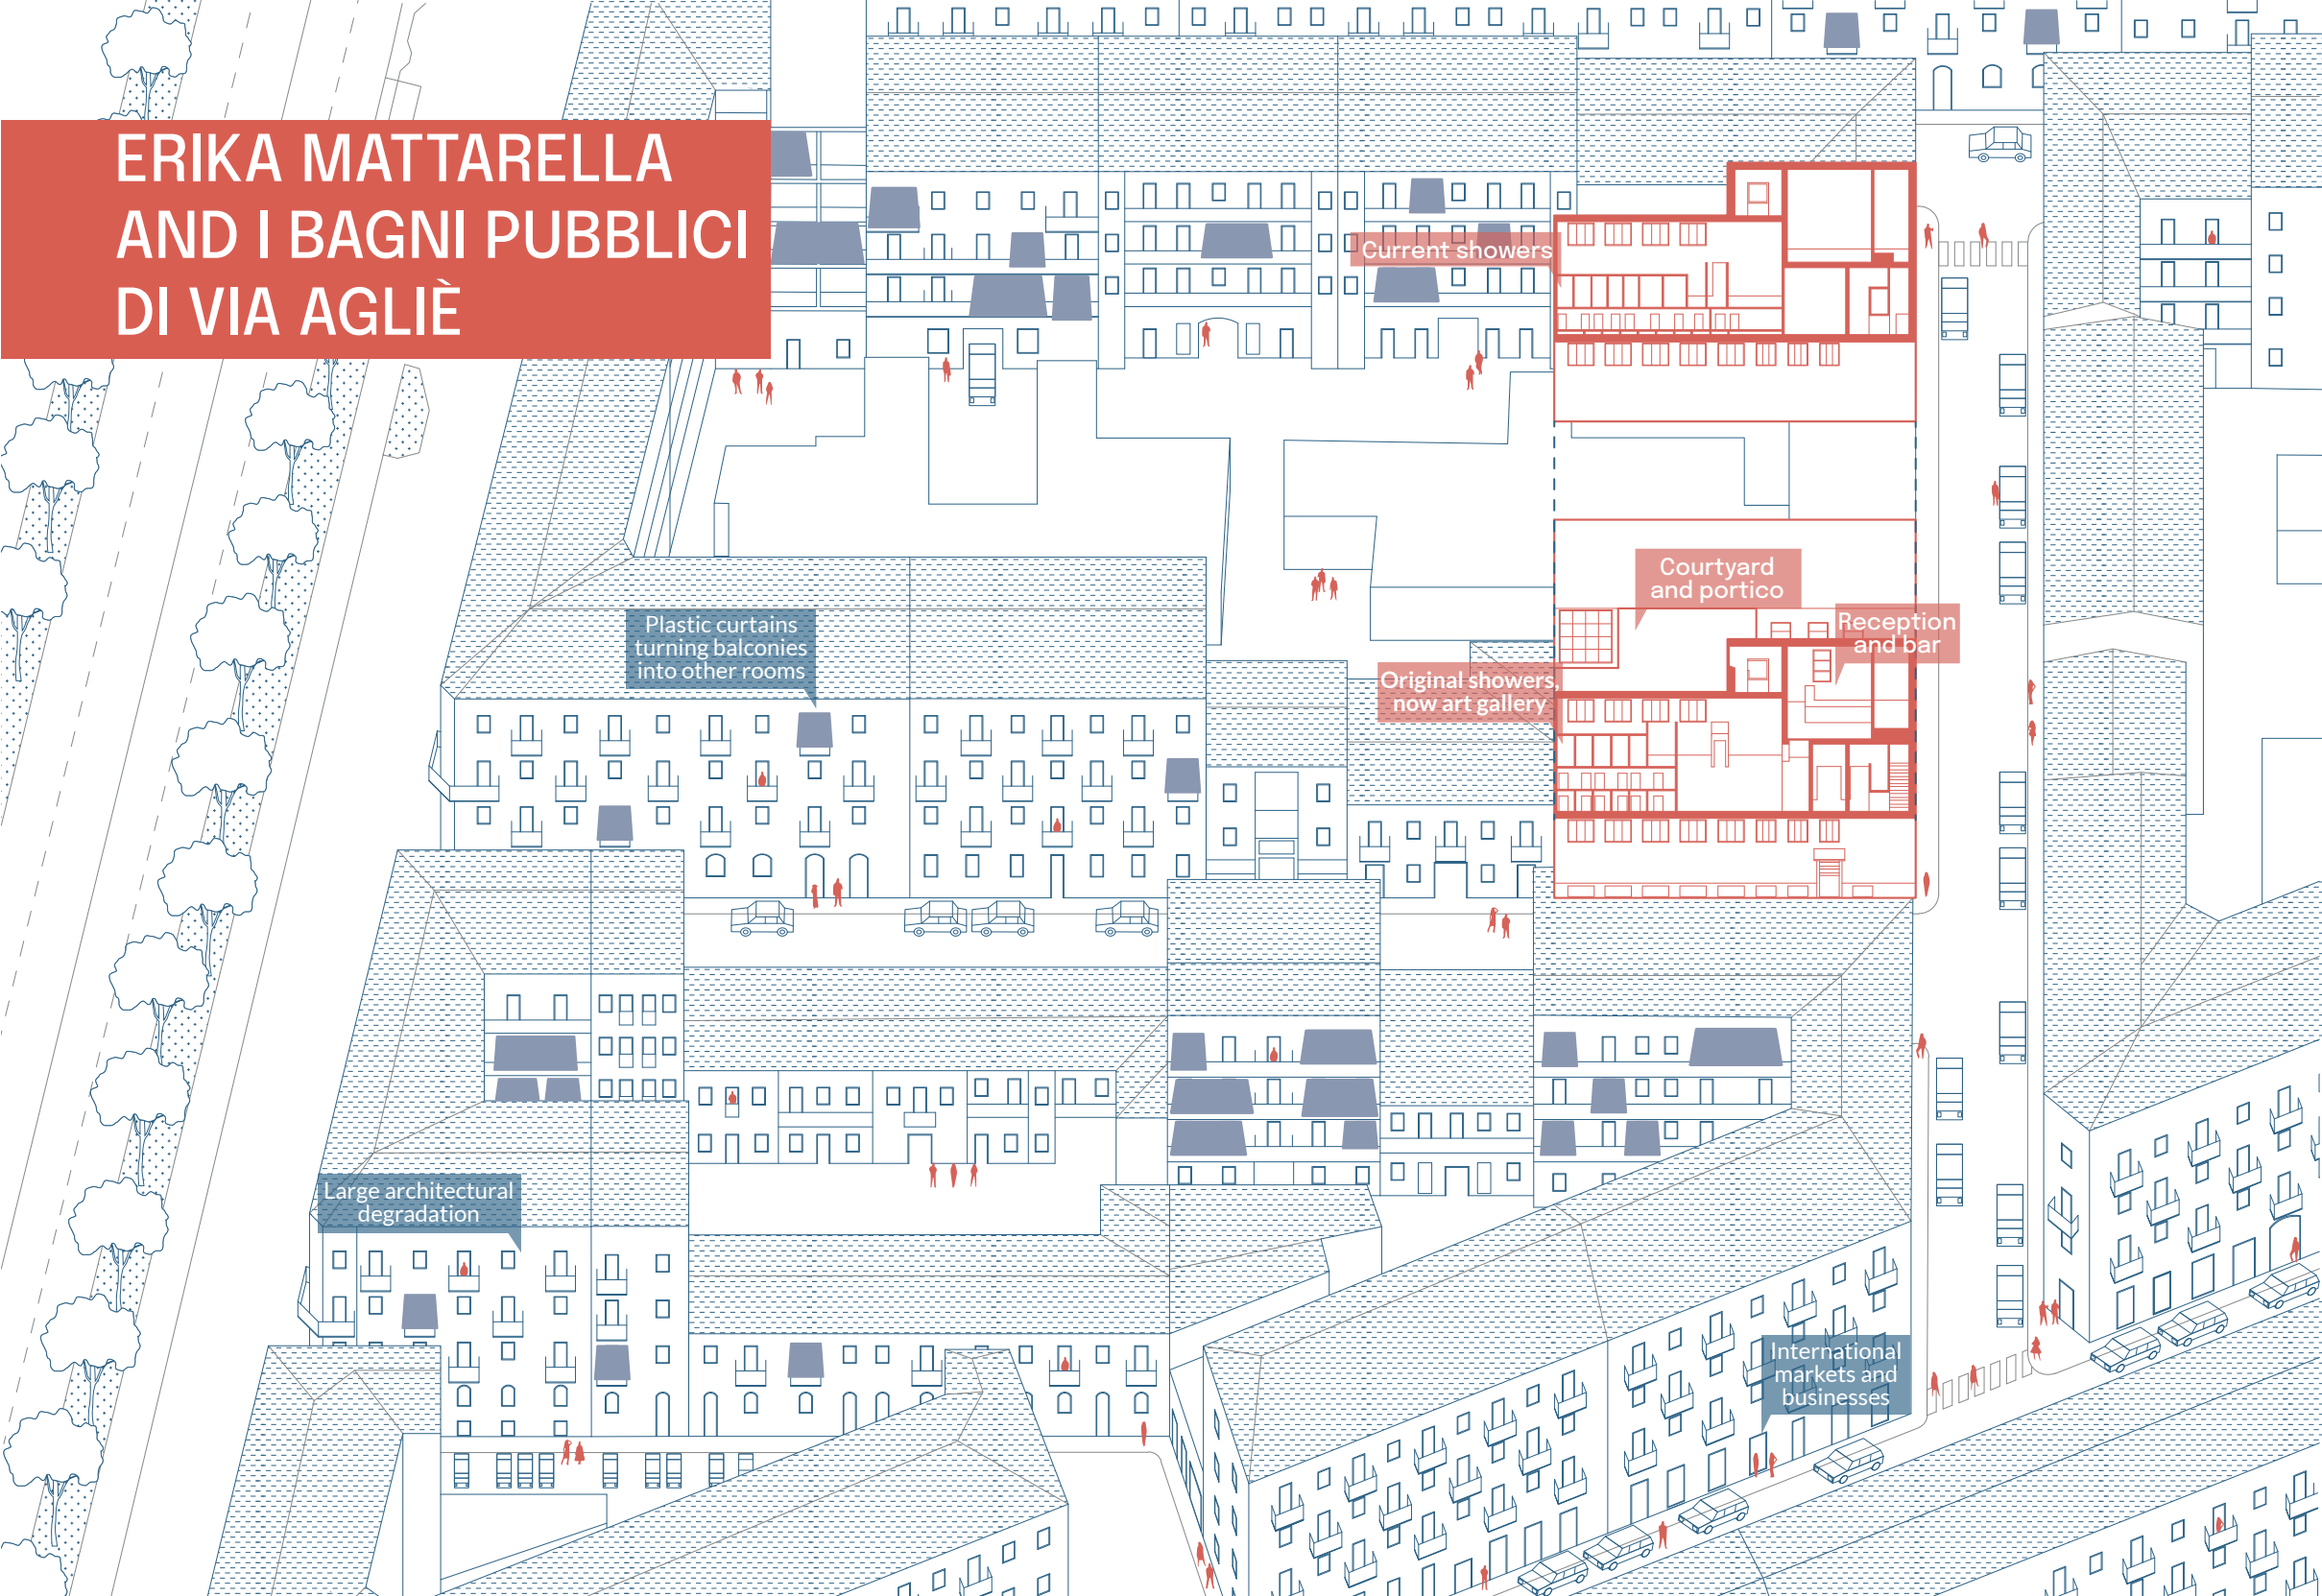 ERIKA MATTARELLA
AND I BAGNI PUBBLICI
DI VIA AGLIÈ
Current showers
Courtyard
and portico
Reception
and bar
Plastic curtains
turning balconies
into other rooms
Original showers,
now art gallery
Large architectural
degradation
International
markets and
businesses